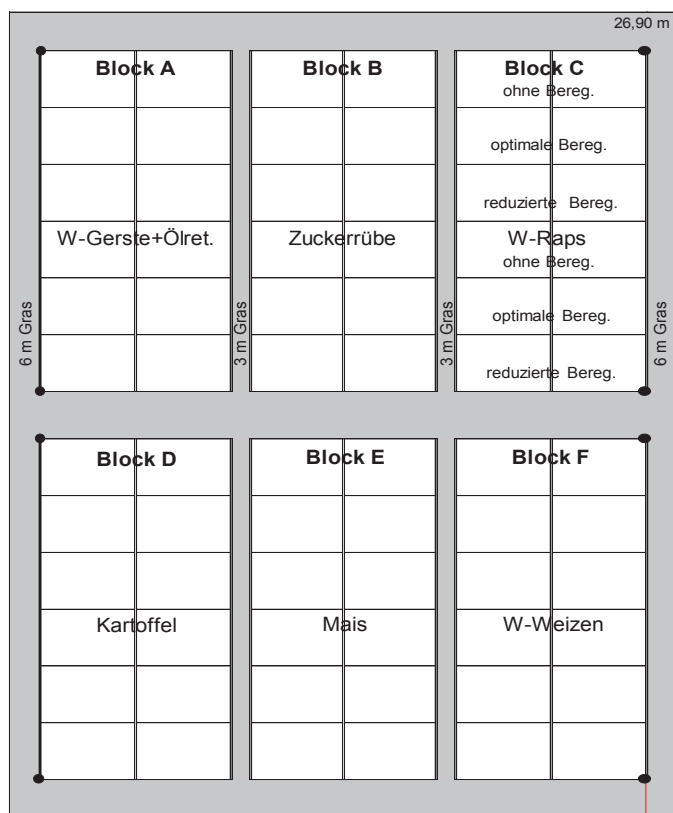 26,90 m
Block A
Block B
Block C
ohne Bereg.
optimale Bereg.
reduzierte Bereg.
W-Gerste+Ölret.
Zuckerrübe
W-Raps
ohne Bereg.
optimale Bereg.
reduzierte Bereg.
6 m Gras
3 m Gras
3 m Gras
6 m Gras
Block D
Block E
Block F
Kartoffel
Mais
W-Weizen